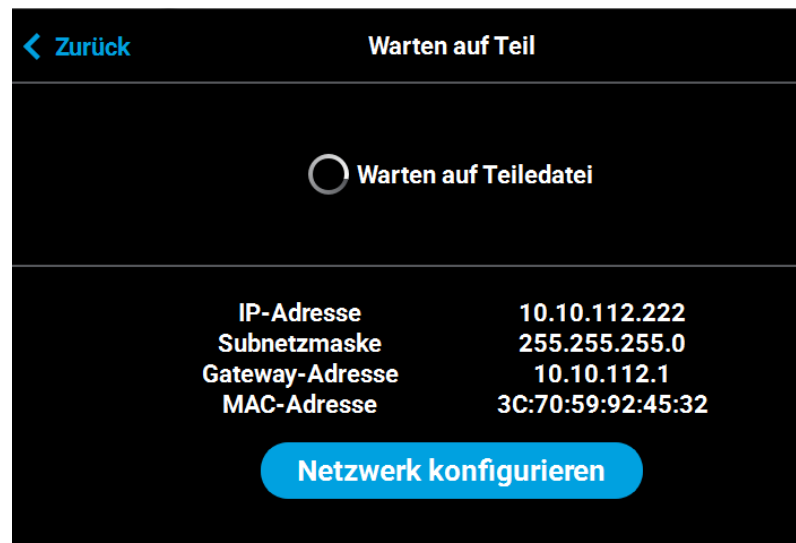 Zurück
Warten auf Teil
Warten auf Teiledatei
IP-Adresse 10.10.112.222
Subnetzmaske 255.255.255.0
Gateway-Adresse 10.10.112.1
MAC-Adresse 3C:70:59:92:45:32
Netzwerk konfigurieren